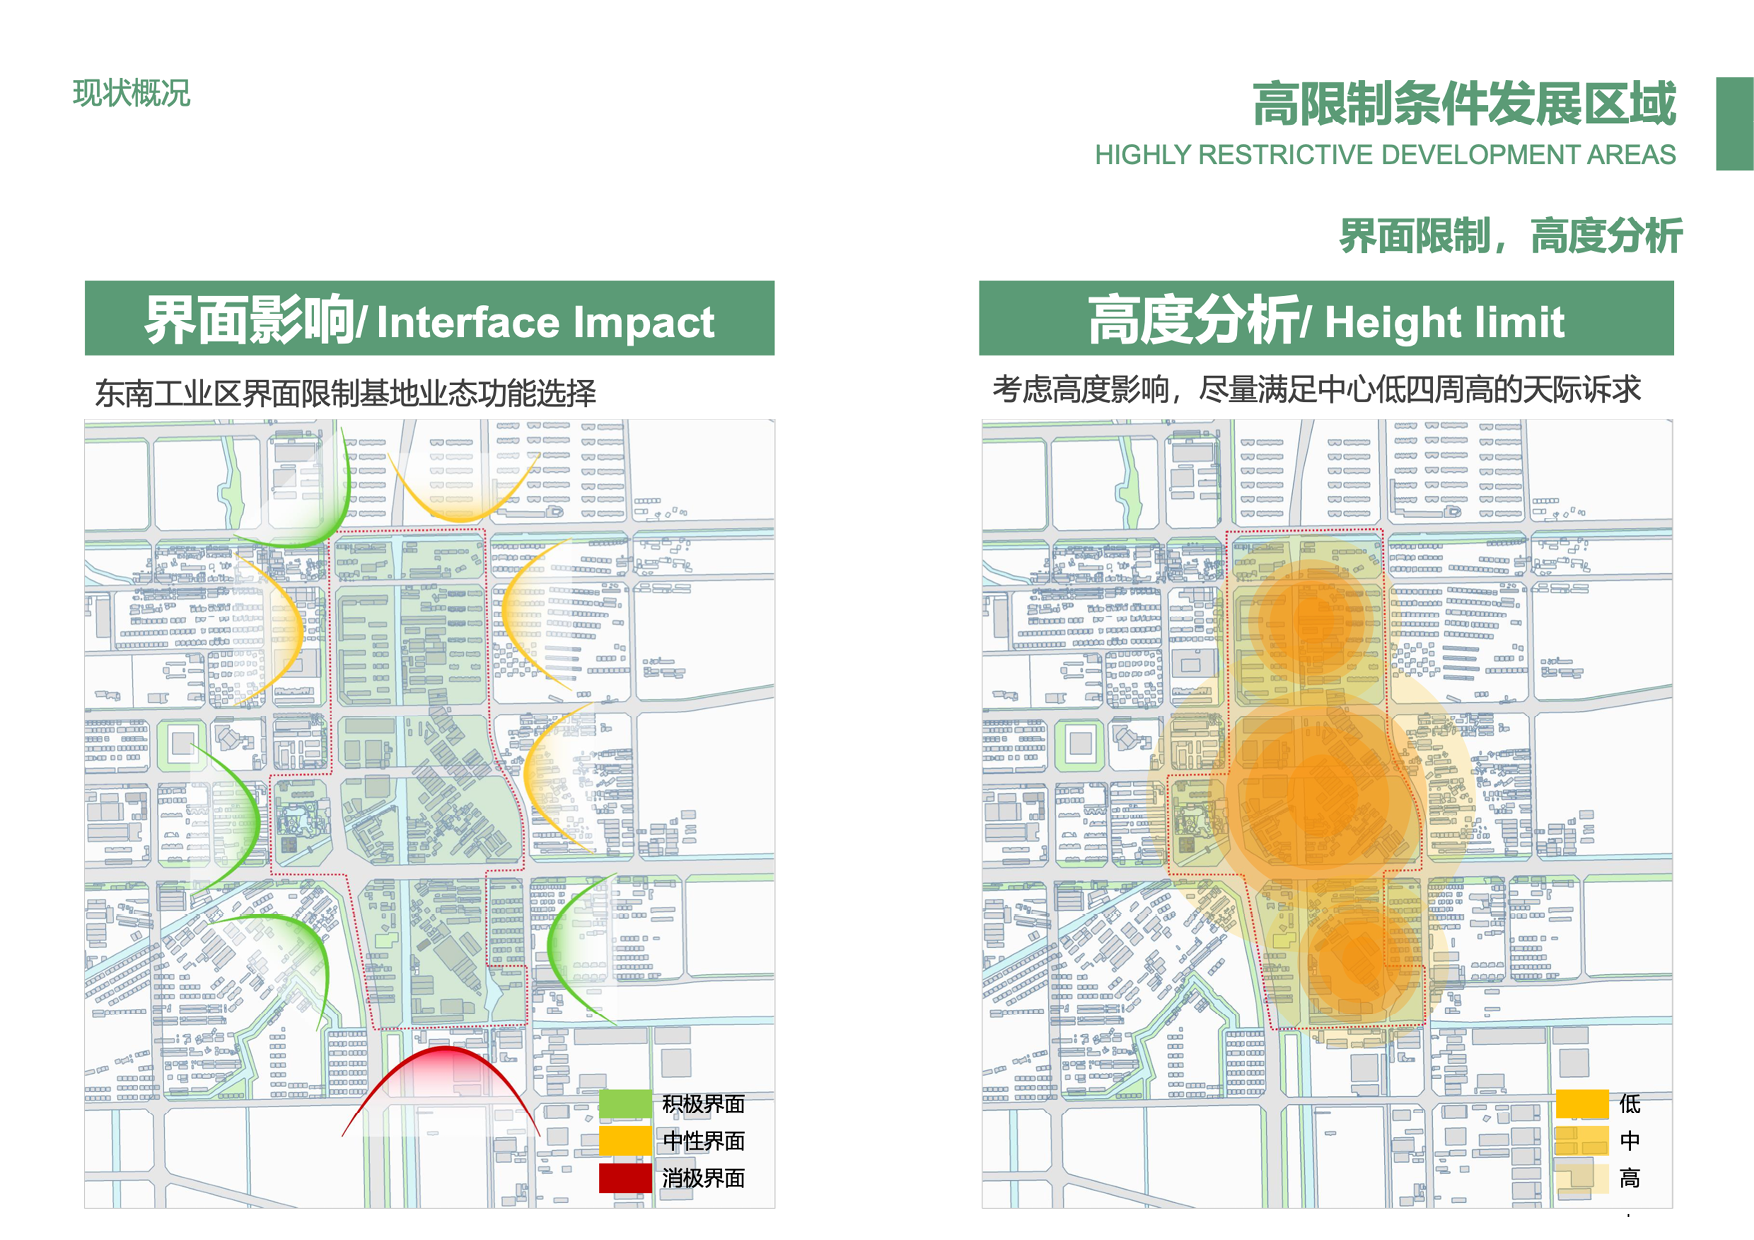 现状概况
高限制条件发展区域
HIGHLY RESTRICTIVE DEVELOPMENT AREAS
界面限制，高度分析
界面影响/ Interface Impact
东南工业区界面限制基地业态功能选择
积极界面
中性界面
消极界面
高度分析/ Height limit
考虑高度影响，尽量满足中心低四周高的天际诉求
低
中
高